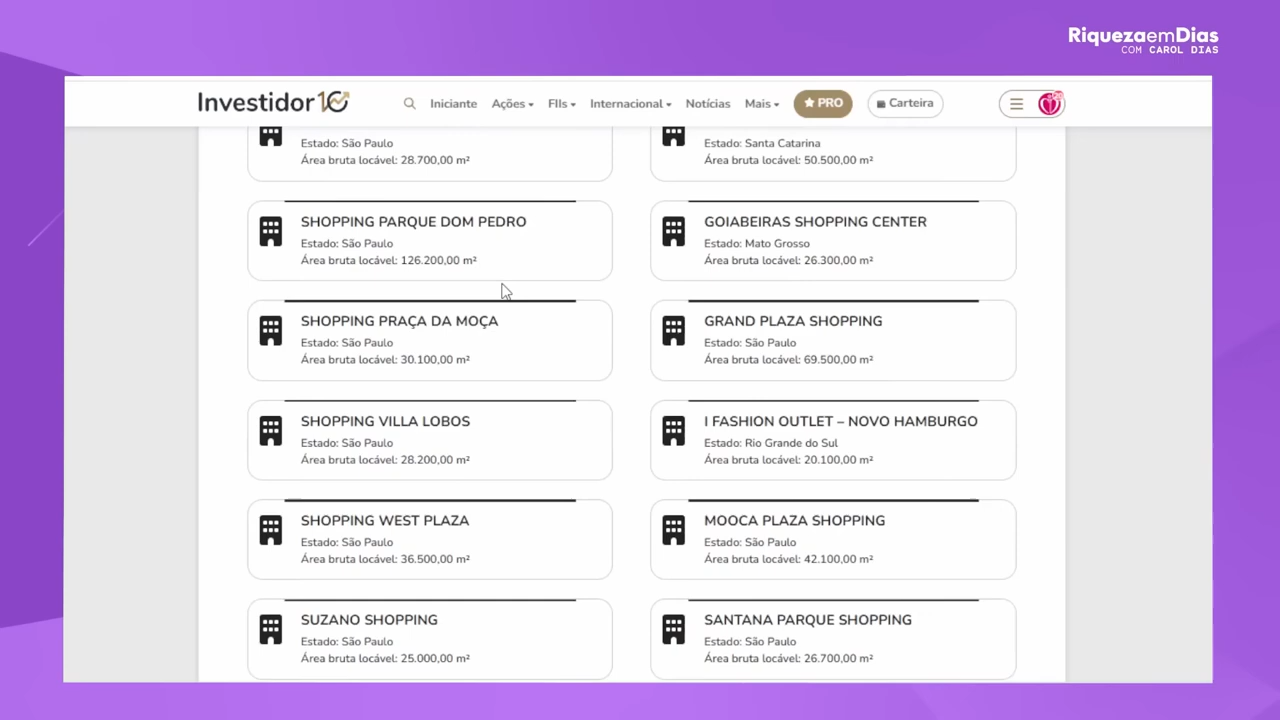 RiquezaemDias
COM CAROL DIAS
Investidor10
Iniciante
Ações
FIIs
Internacional
Notícias
Mais
PRO
Carteira
Estado: São Paulo
Área bruta locável: 28.700,00 m²
Estado: Santa Catarina
Área bruta locável: 50.500,00 m²
SHOPPING PARQUE DOM PEDRO
Estado: São Paulo
Área bruta locável: 126.200,00 m²
GOIABEIRAS SHOPPING CENTER
Estado: Mato Grosso
Área bruta locável: 26.300,00 m²
SHOPPING PRAÇA DA MOÇA
Estado: São Paulo
Área bruta locável: 30.100,00 m²
GRAND PLAZA SHOPPING
Estado: São Paulo
Área bruta locável: 69.500,00 m²
SHOPPING VILLA LOBOS
Estado: São Paulo
Área bruta locável: 28.200,00 m²
I FASHION OUTLET – NOVO HAMBURGO
Estado: Rio Grande do Sul
Área bruta locável: 20.100,00 m²
SHOPPING WEST PLAZA
Estado: São Paulo
Área bruta locável: 36.500,00 m²
MOOCA PLAZA SHOPPING
Estado: São Paulo
Área bruta locável: 42.100,00 m²
SUZANO SHOPPING
Estado: São Paulo
Área bruta locável: 25.000,00 m²
SANTANA PARQUE SHOPPING
Estado: São Paulo
Área bruta locável: 26.700,00 m²